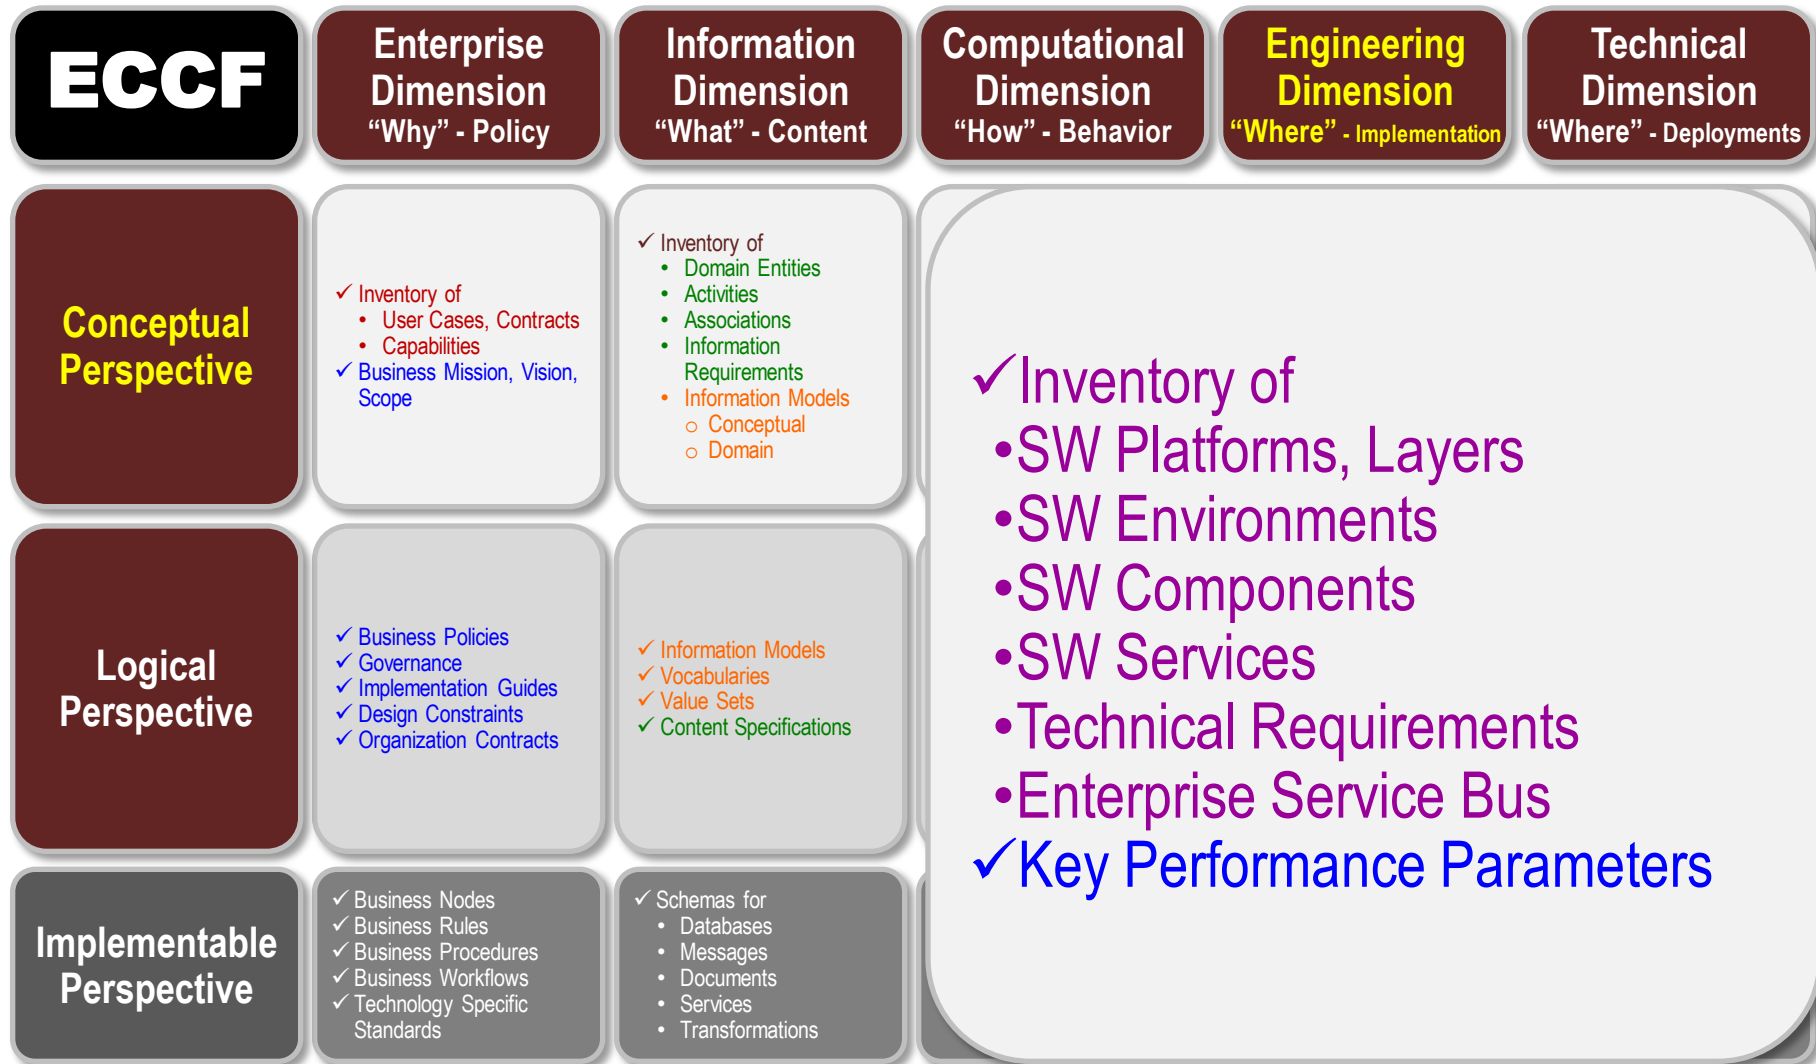 ECCF
Enterprise
Dimension
“Why” - Policy
Information
Dimension
“What” - Content
Computational
Dimension
“How” - Behavior
Engineering
Dimension
“Where” - Implementation
Technical
Dimension
“Where” - Deployments
Conceptual
Perspective
✓ Inventory of
• User Cases, Contracts
• Capabilities
✓ Business Mission, Vision,
Scope
✓ Inventory of
• Domain Entities
• Activities
• Associations
• Information
Requirements
• Information Models
o Conceptual
o Domain
✓Inventory of
•SW Platforms, Layers
•SW Environments
•SW Components
•SW Services
•Technical Requirements
•Enterprise Service Bus
✓Key Performance Parameters
Logical
Perspective
✓ Business Policies
✓ Governance
✓ Implementation Guides
✓ Design Constraints
✓ Organization Contracts
✓ Information Models
✓ Vocabularies
✓ Value Sets
✓ Content Specifications
Implementable
Perspective
✓ Business Nodes
✓ Business Rules
✓ Business Procedures
✓ Business Workflows
✓ Technology Specific
Standards
✓ Schemas for
• Databases
• Messages
• Documents
• Services
• Transformations